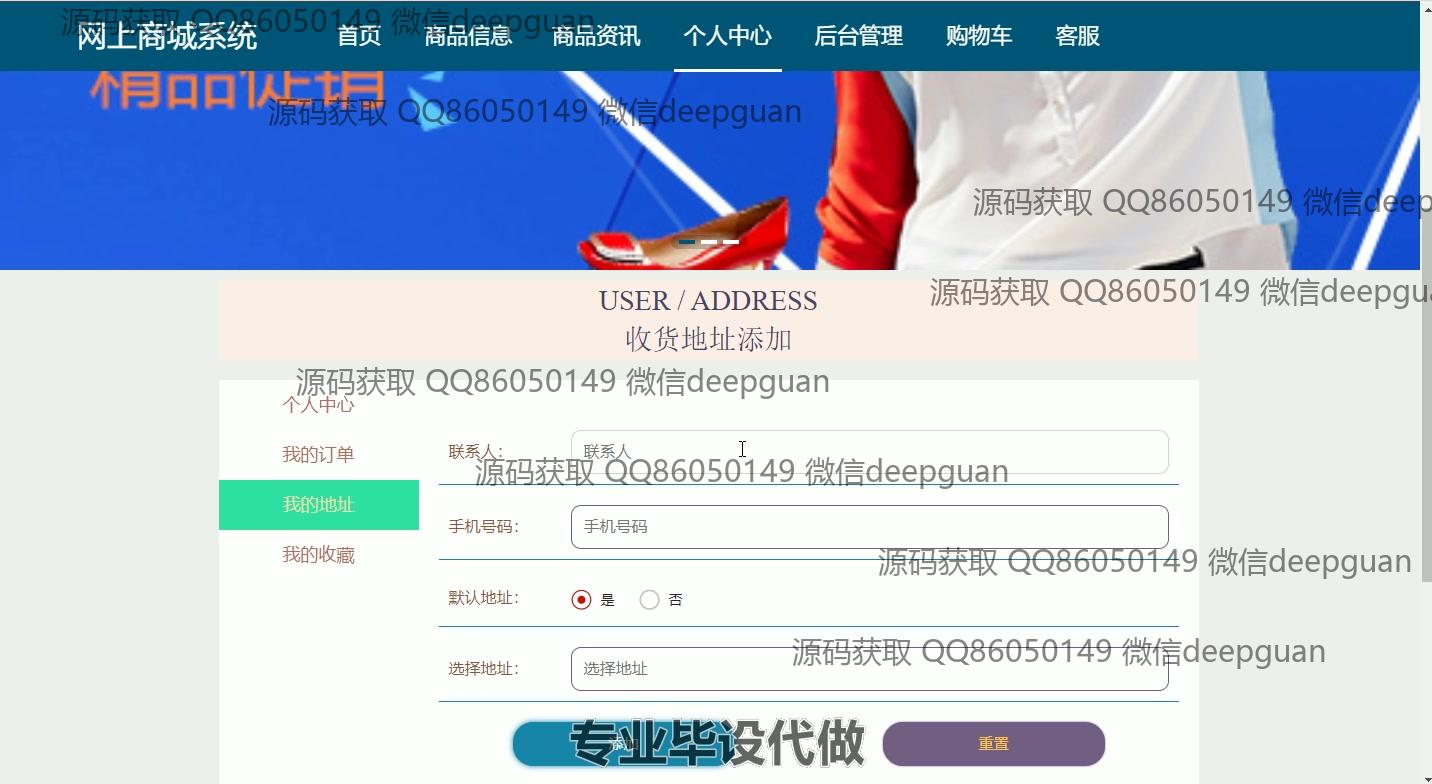 网上商城系统 首页 商品信息 商品资讯 个人中心 后台管理 购物车 客服
源码获取 QQ86050149 微信deepguan
精品促销
源码获取 QQ86050149 微信deepguan
源码获取 QQ86050149 微信deep
USER / ADDRESS
源码获取 QQ86050149 微信deepgu
收货地址添加
源码获取 QQ86050149 微信deepguan
个人中心
我的订单
我的地址
我的收藏
联系人： 联系人
源码获取 QQ86050149 微信deepguan
手机号码： 手机号码
源码获取 QQ86050149 微信deepguan
默认地址： 是 否
源码获取 QQ86050149 微信deepguan
选择地址： 选择地址
添加 重置
专业毕设代做